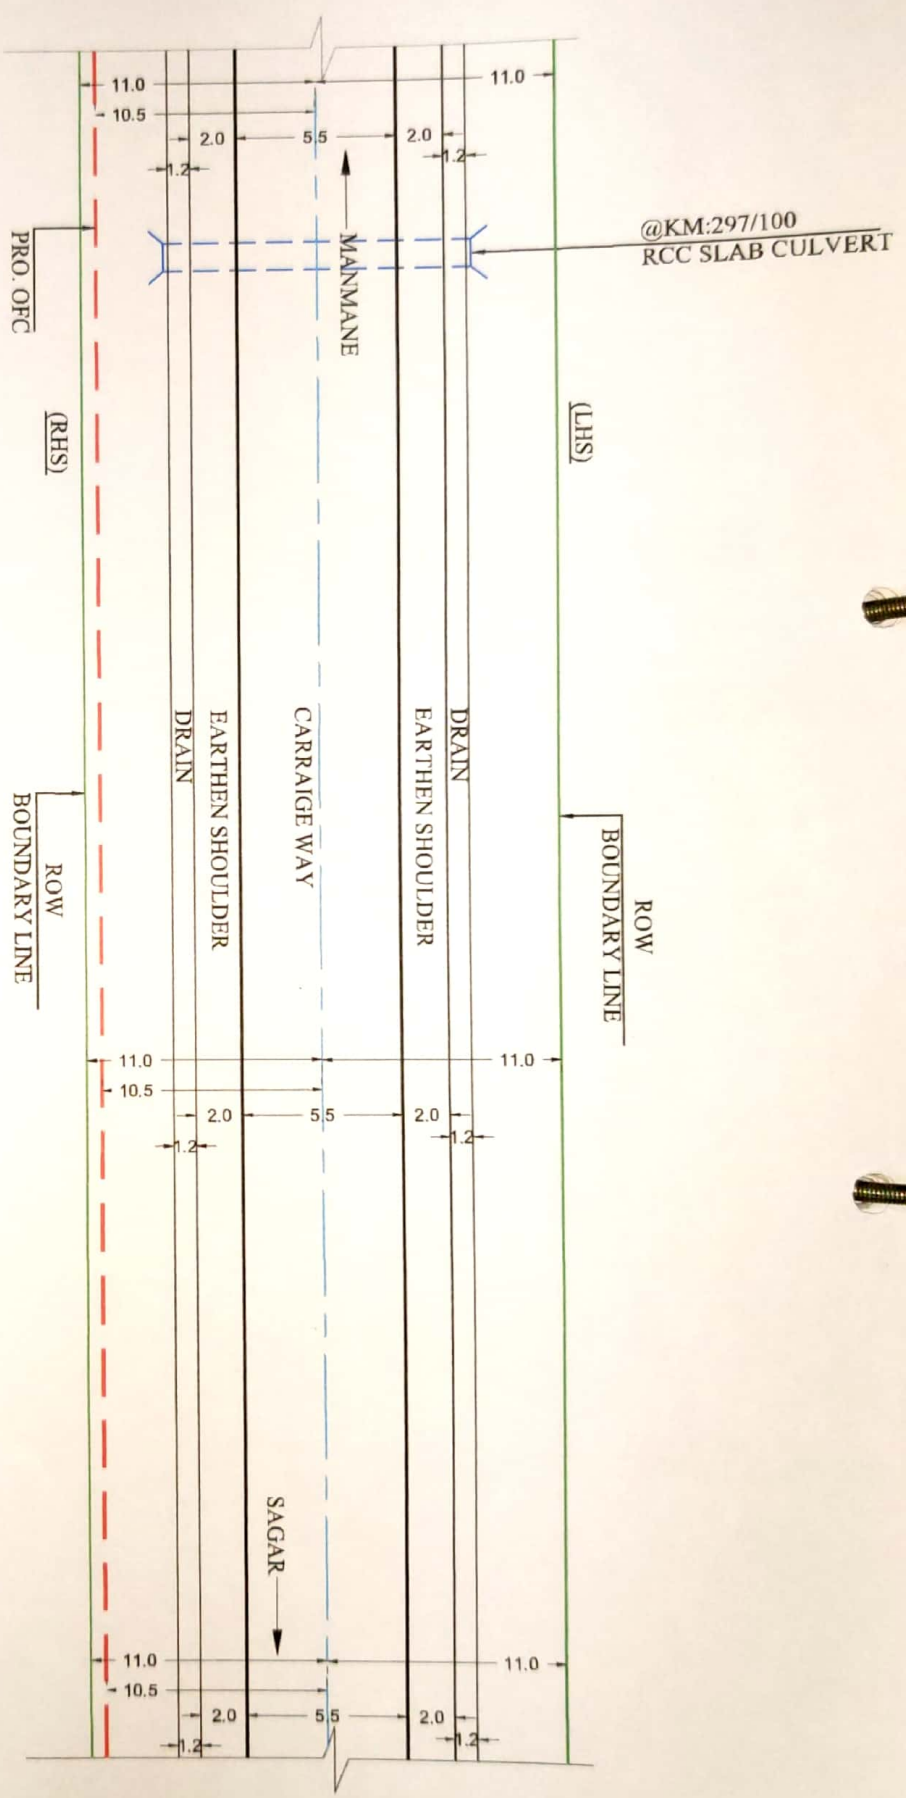 11.0
11.0
10.5
2.0
5.5
2.0
1.2
1.2
@KM:297/100
RCC SLAB CULVERT
PRO. OFC
MANMANE
(RHS)
(LHS)
DRAIN
EARTHEN SHOULDER
CARRAIGE WAY
EARTHEN SHOULDER
DRAIN
ROW
BOUNDARY LINE
ROW
BOUNDARY LINE
11.0
11.0
10.5
2.0
5.5
2.0
1.2
1.2
SAGAR
11.0
11.0
10.5
2.0
5.5
2.0
1.2
1.2